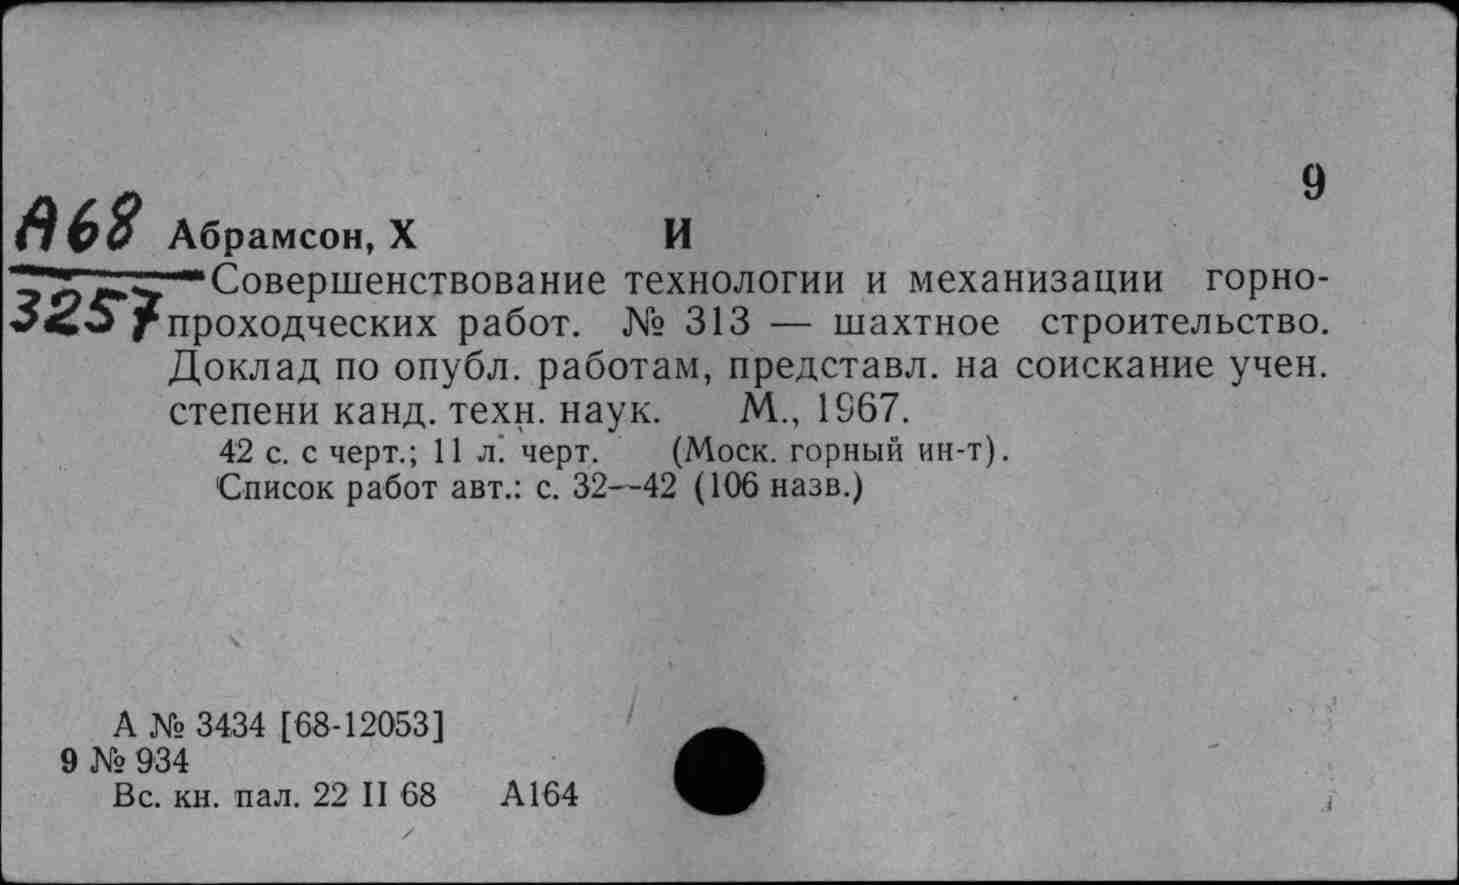 9
А68 Абрамсон, Х И
3257 Совершенствование технологии и механизации горно-
проходческих работ. № 313 — шахтное строительство.
Доклад по опубл. работам, представл. на соискание учен.
степени канд. техн. наук. М., 1967.
42 с. с черт.; 11 л. черт. (Моск. горный ин-т).
Список работ авт.: с. 32—42 (106 назв.)
А № 3434 [68-12053]
9 № 934
Вс. кн. пал. 22 II 68 А164